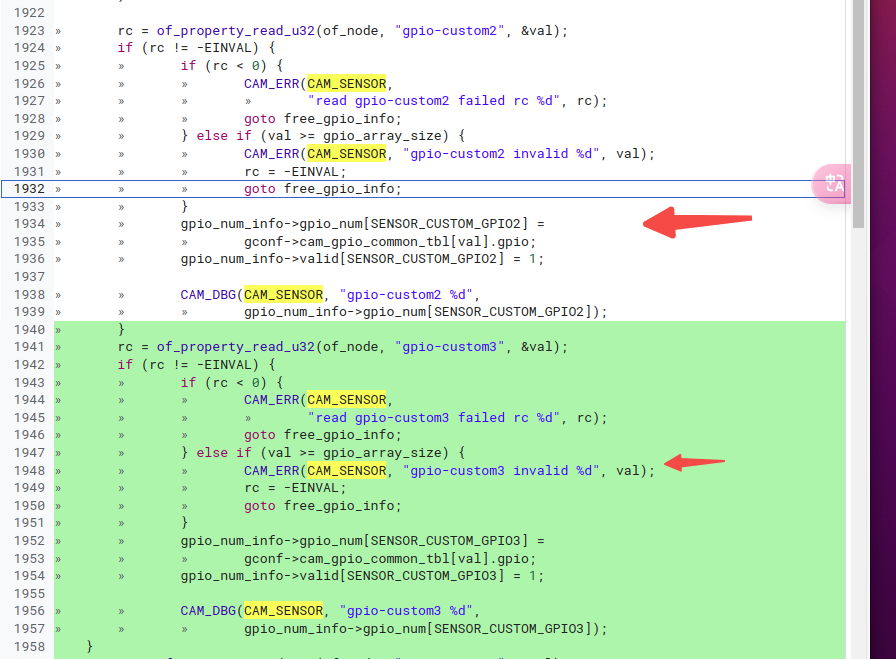 1922
1923 » rc = of_property_read_u32(of_node, "gpio-custom2", &val);
1924 » if (rc != -EINVAL) {
1925 » » if (rc < 0) {
1926 » » » CAM_ERR(CAM_SENSOR,
1927 » » » » "read gpio-custom2 failed rc %d", rc);
1928 » » » goto free_gpio_info;
1929 » » } else if (val >= gpio_array_size) {
1930 » » » CAM_ERR(CAM_SENSOR, "gpio-custom2 invalid %d", val);
1931 » » » rc = -EINVAL;
1932 » » » goto free_gpio_info;
1933 » » }
1934 » » gpio_num_info->gpio_num[SENSOR_CUSTOM_GPIO2] =
1935 » » » gconf->cam_gpio_common_tbl[val].gpio;
1936 » » gpio_num_info->valid[SENSOR_CUSTOM_GPIO2] = 1;
1937
1938 » » CAM_DBG(CAM_SENSOR, "gpio-custom2 %d",
1939 » » » gpio_num_info->gpio_num[SENSOR_CUSTOM_GPIO2]);
1940 » }
1941 » rc = of_property_read_u32(of_node, "gpio-custom3", &val);
1942 » if (rc != -EINVAL) {
1943 » » if (rc < 0) {
1944 » » » CAM_ERR(CAM_SENSOR,
1945 » » » » "read gpio-custom3 failed rc %d", rc);
1946 » » » goto free_gpio_info;
1947 » » } else if (val >= gpio_array_size) {
1948 » » » CAM_ERR(CAM_SENSOR, "gpio-custom3 invalid %d", val);
1949 » » » rc = -EINVAL;
1950 » » » goto free_gpio_info;
1951 » » }
1952 » » gpio_num_info->gpio_num[SENSOR_CUSTOM_GPIO3] =
1953 » » » gconf->cam_gpio_common_tbl[val].gpio;
1954 » » gpio_num_info->valid[SENSOR_CUSTOM_GPIO3] = 1;
1955
1956 » » CAM_DBG(CAM_SENSOR, "gpio-custom3 %d",
1957 » » » gpio_num_info->gpio_num[SENSOR_CUSTOM_GPIO3]);
1958 }